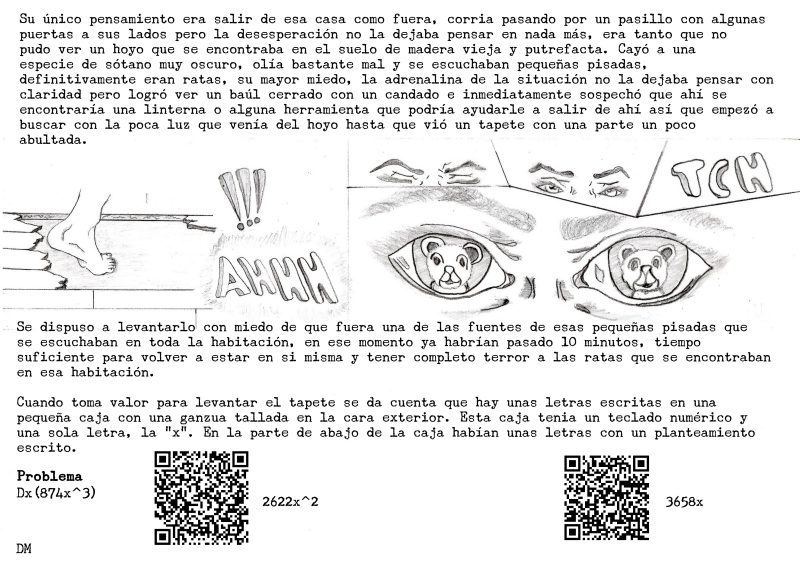 Su único pensamiento era salir de esa casa como fuera, corria pasando por un pasillo con algunas
puertas a sus lados pero la desesperación no la dejaba pensar en nada más, era tanto que no
pudo ver un hoyo que se encontraba en el suelo de madera vieja y putrefacta. Cayó a una
especie de sótano muy oscuro, olía bastante mal y se escuchaban pequeñas pisadas,
definitivamente eran ratas, su mayor miedo, la adrenalina de la situación no la dejaba pensar con
claridad pero logró ver un baúl cerrado con un candado e inmediatamente sospechó que ahí se
encontraría una linterna o alguna herramienta que podría ayudarle a salir de ahí así que empezó a
buscar con la poca luz que venía del hoyo hasta que vió un tapete con una parte un poco
abultada.
!!!
AHHH
TCH
Se dispuso a levantarlo con miedo de que fuera una de las fuentes de esas pequeñas pisadas que
se escuchaban en toda la habitación, en ese momento ya habrían pasado 10 minutos, tiempo
suficiente para volver a estar en si misma y tener completo terror a las ratas que se encontraban
en esa habitación.
Cuando toma valor para levantar el tapete se da cuenta que hay unas letras escritas en una
pequeña caja con una ganzua tallada en la cara exterior. Esta caja tenia un teclado numérico y
una sola letra, la "x". En la parte de abajo de la caja habían unas letras con un planteamiento
escrito.
Problema
Dx(874x^3)
2622x^2
3658x
DM